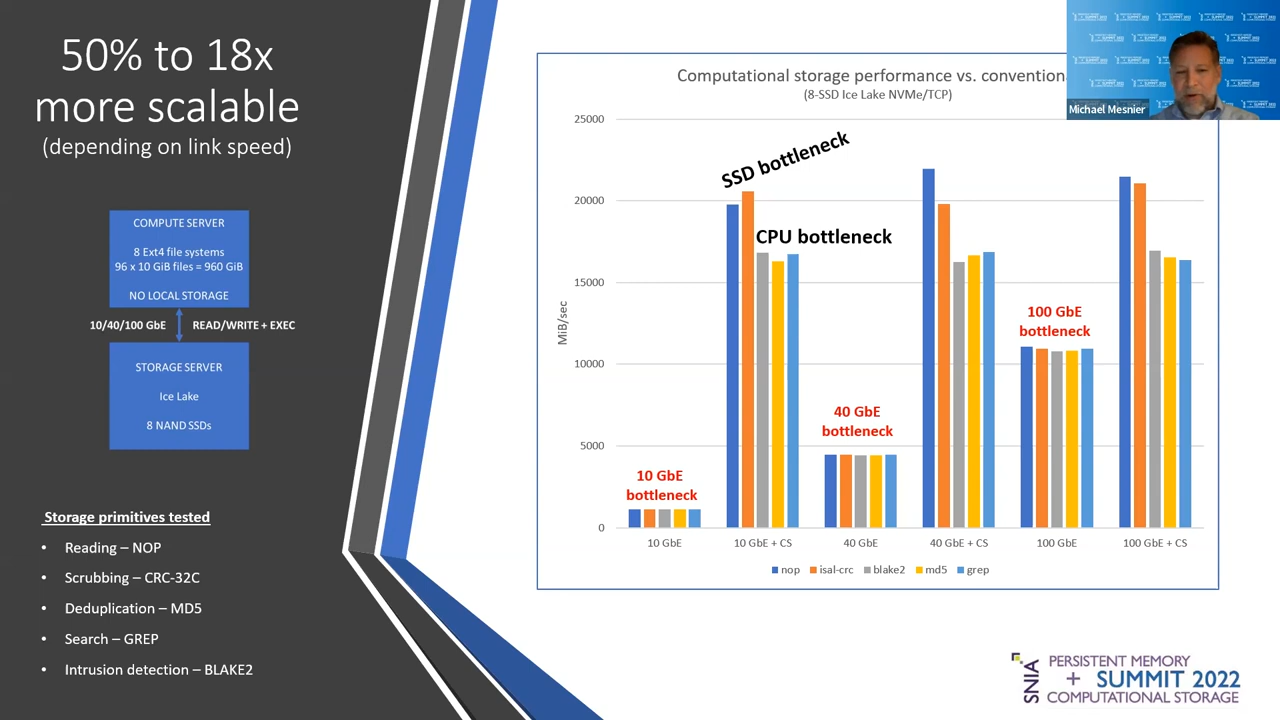 50% to 18x
more scalable
(depending on link speed)
COMPUTE SERVER
8 Ext4 file systems
96 x 10 GiB files = 960 GiB
NO LOCAL STORAGE
10/40/100 GbE
READ/WRITE + EXEC
STORAGE SERVER
Ice Lake
8 NAND SSDs
Storage primitives tested
• Reading – NOP
• Scrubbing – CRC-32C
• Deduplication – MD5
• Search – GREP
• Intrusion detection – BLAKE2
Computational storage performance vs. convention
(8-SSD Ice Lake NVMe/TCP)
MiB/sec
25000
20000
15000
10000
5000
0
SSD bottleneck
CPU bottleneck
10 GbE
bottleneck
40 GbE
bottleneck
100 GbE
bottleneck
10 GbE
10 GbE + CS
40 GbE
40 GbE + CS
100 GbE
100 GbE + CS
nop
isal-crc
blake2
md5
grep
Michael Mesnier
SNIA
PERSISTENT MEMORY
+ SUMMIT 2022
COMPUTATIONAL STORAGE